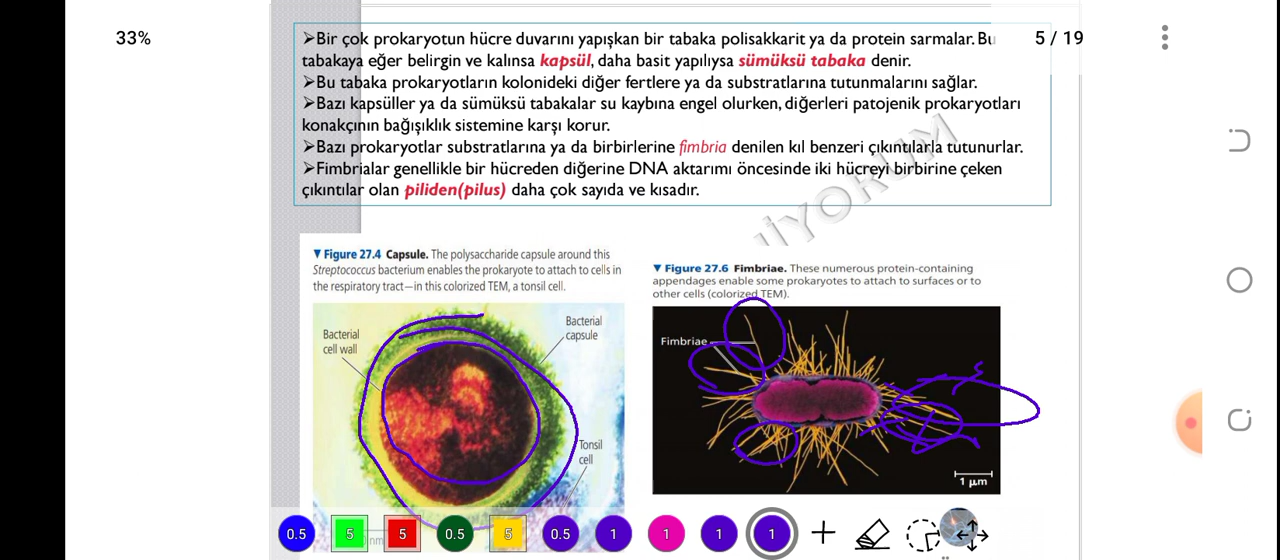 33%
5 / 19
➢Bir çok prokaryotun hücre duvarını yapışkan bir tabaka polisakkarit ya da protein sarmalar. Bu
tabakaya eğer belirgin ve kalınsa kapsül, daha basit yapılıysa sümüksü tabaka denir.
➢Bu tabaka prokaryotların kolonideki diğer fertlere ya da substratlarına tutunmalarını sağlar.
➢Bazı kapsüller ya da sümüksü tabakalar su kaybına engel olurken, diğerleri patojenik prokaryotları
konakçının bağışıklık sistemine karşı korur.
➢Bazı prokaryotlar substratlarına ya da birbirlerine fimbria denilen kıl benzeri çıkıntılarla tutunurlar.
➢Fimbrialar genellikle bir hücreden diğerine DNA aktarımı öncesinde iki hücreyi birbirine çeken
çıkıntılar olan piliden(pilus) daha çok sayıda ve kısadır.
ÜYORUM
▼ Figure 27.4 Capsule. The polysaccharide capsule around this
Streptococcus bacterium enables the prokaryote to attach to cells in
the respiratory tract—in this colorized TEM, a tonsil cell.
Bacterial
cell wall
Bacterial
capsule
Tonsil
cell
nm
▼ Figure 27.6 Fimbriae. These numerous protein-containing
appendages enable some prokaryotes to attach to surfaces or to
other cells (colorized TEM).
Fimbriae
1 µm
0.5 5 5 0.5 5 0.5 1 1 1 1